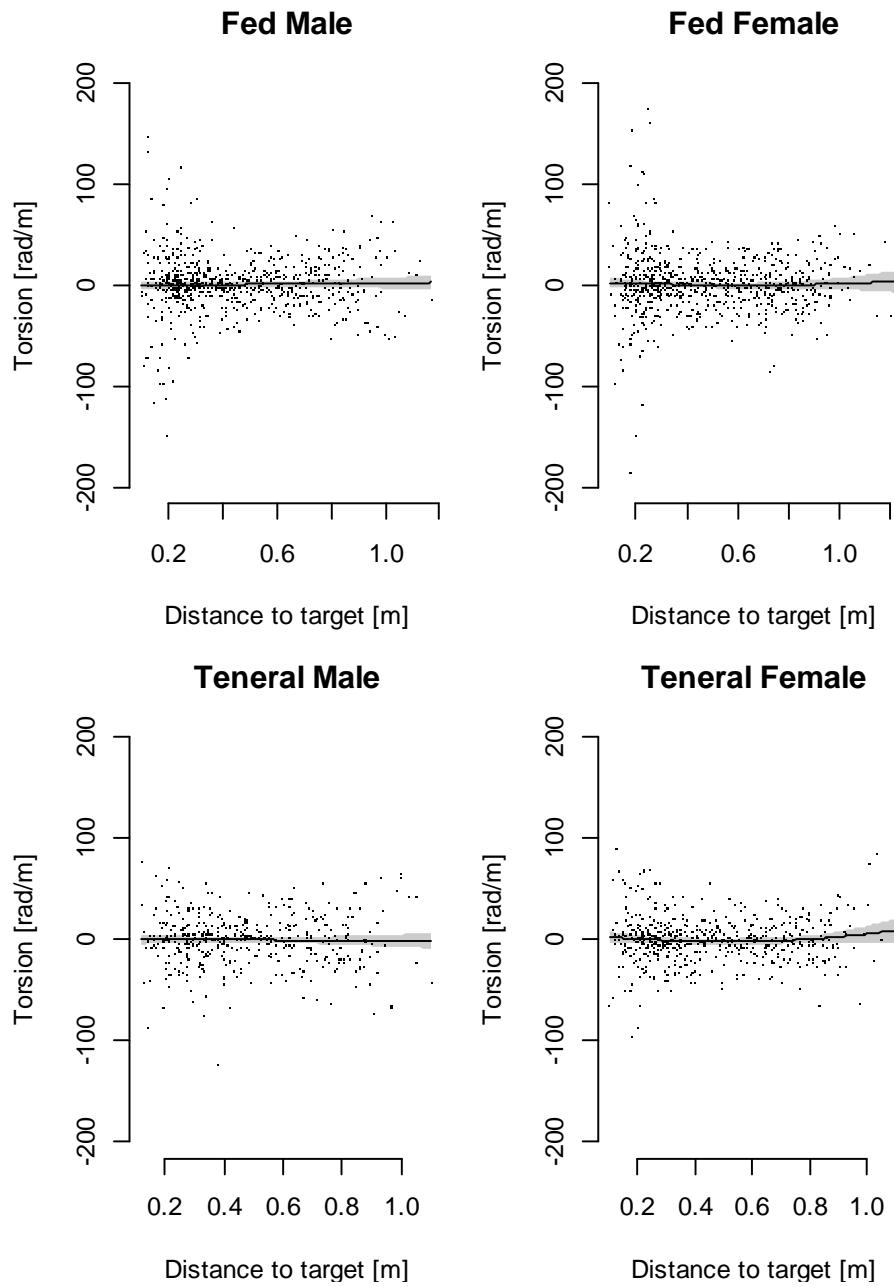 Fed Male
Torsion [rad/m]
200
100
0
-100
-200
0.2 0.6 1.0
Distance to target [m]
Fed Female
Torsion [rad/m]
200
100
0
-100
-200
0.2 0.6 1.0
Distance to target [m]
Teneral Male
Torsion [rad/m]
200
100
0
-100
-200
0.2 0.4 0.6 0.8 1.0
Distance to target [m]
Teneral Female
Torsion [rad/m]
200
100
0
-100
-200
0.2 0.4 0.6 0.8 1.0
Distance to target [m]